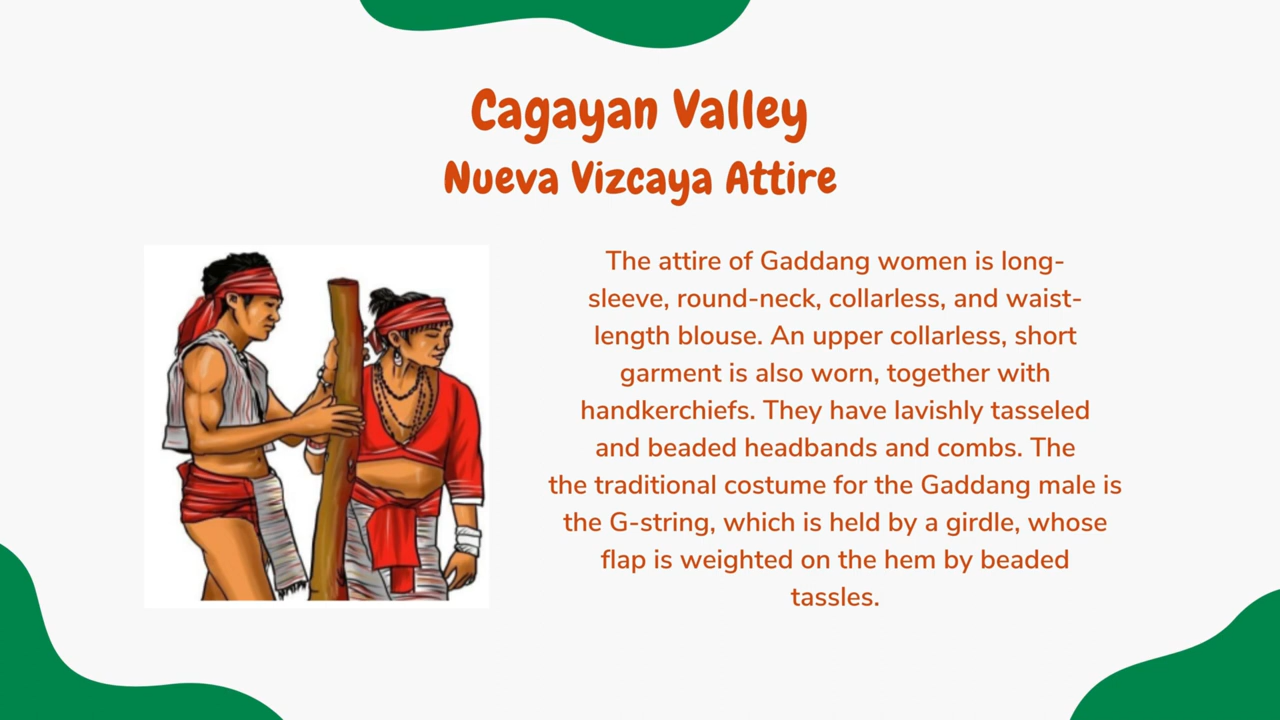 Cagayan Valley
Nueva Vizcaya Attire
The attire of Gaddang women is long-
sleeve, round-neck, collarless, and waist-
length blouse. An upper collarless, short
garment is also worn, together with
handkerchiefs. They have lavishly tasseled
and beaded headbands and combs. The
the traditional costume for the Gaddang male is
the G-string, which is held by a girdle, whose
flap is weighted on the hem by beaded
tassles.